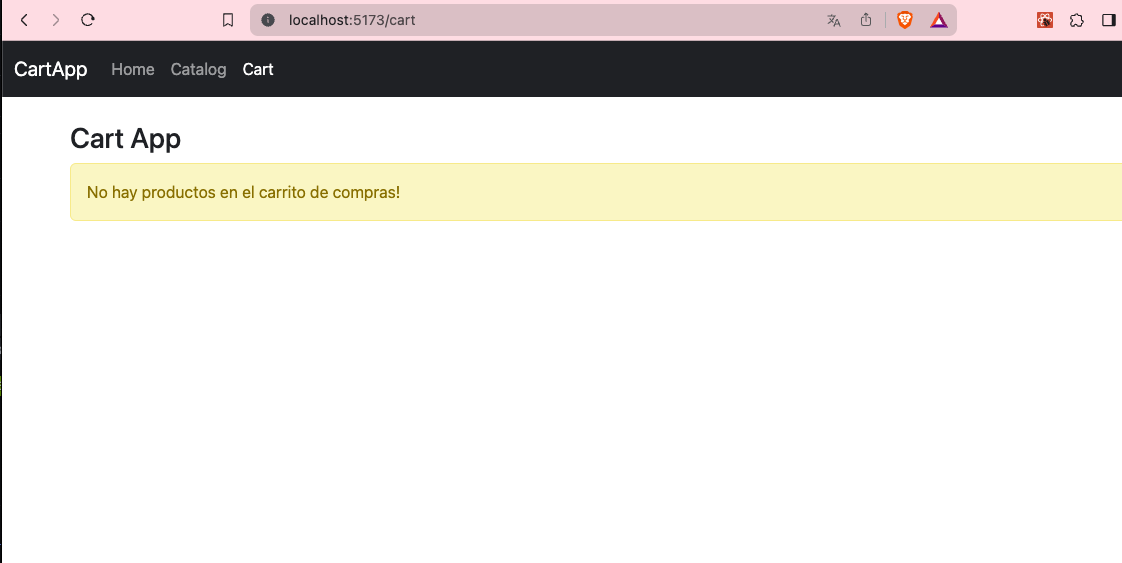 localhost:5173/cart
CartApp Home Catalog Cart
Cart App
No hay productos en el carrito de compras!